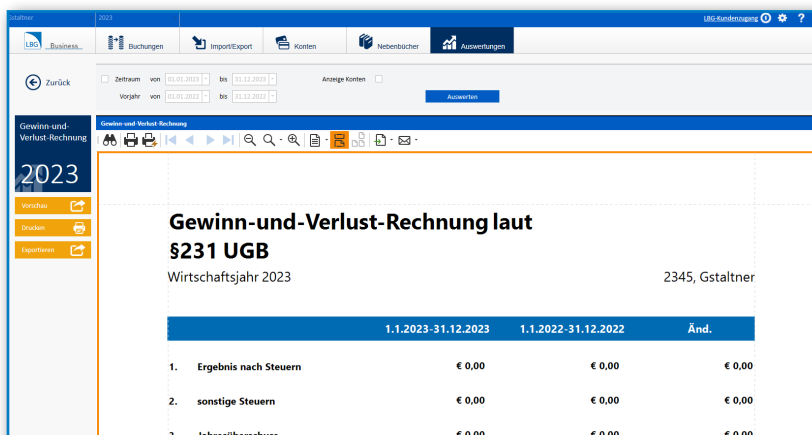 Gstaltner 2023 LBG-Kundenzugang ?
LBG Business Buchungen Import/Export Konten Nebenbücher Auswertungen
Zurück
Zeitraum von 01.01.2023 bis 31.12.2023 Anzeige Konten
Vorjahr von 01.01.2022 bis 31.12.2022 Auswerten
Gewinn-und-
Verlust-Rechnung
2023
Vorschau
Drucken
Exportieren
Gewinn-und-Verlust-Rechnung
Gewinn-und-Verlust-Rechnung laut
§231 UGB
Wirtschaftsjahr 2023 2345, Gstaltner
1.1.2023-31.12.2023 1.1.2022-31.12.2022 Änd.
1. Ergebnis nach Steuern € 0,00 € 0,00 € 0,00
2. sonstige Steuern € 0,00 € 0,00 € 0,00
3. Jahresüberschuss € 0,00 € 0,00 € 0,00